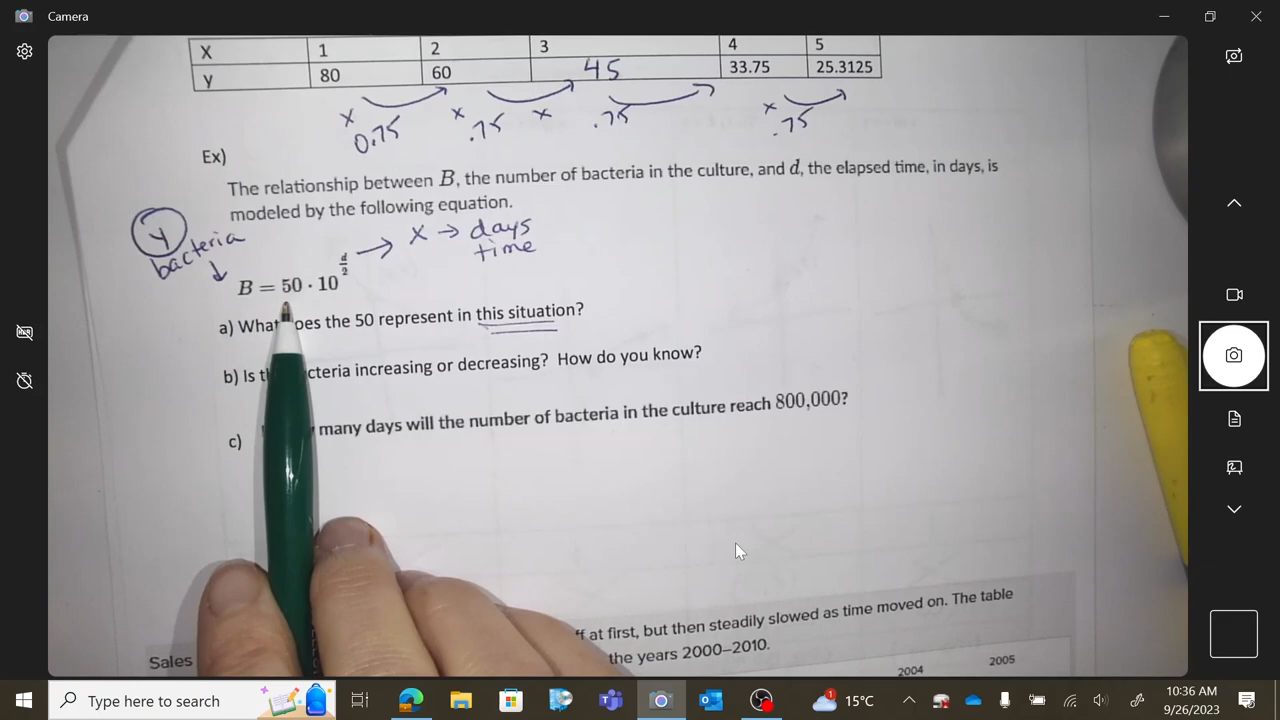 Camera
X 1 2 3 4 5
y 80 60 45 33.75 25.3125
x 0.75 x .75 x .75 x .75
Ex)
The relationship between B, the number of bacteria in the culture, and d, the elapsed time, in days, is
modeled by the following equation.
y
bacteria
x → days
time
B = 50 · 10^(d/2)
a) What does the 50 represent in this situation?
b) Is the bacteria increasing or decreasing? How do you know?
c) many days will the number of bacteria in the culture reach 800,000?
ff at first, but then steadily slowed as time moved on. The table
Sales
the years 2000–2010.
2004 2005
Type here to search
1
15°C
10:36 AM
9/26/2023